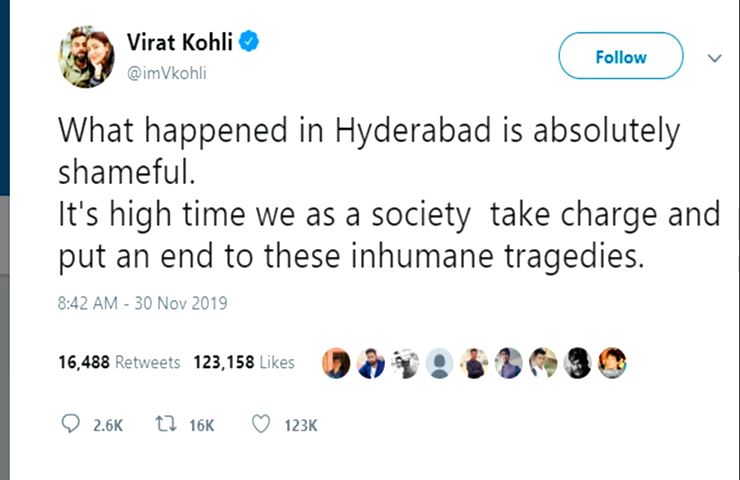 Virat Kohli
@imVkohli
Follow
What happened in Hyderabad is absolutely
shameful.
It's high time we as a society take charge and
put an end to these inhumane tragedies.
8:42 AM - 30 Nov 2019
16,488 Retweets 123,158 Likes
2.6K 16K 123K